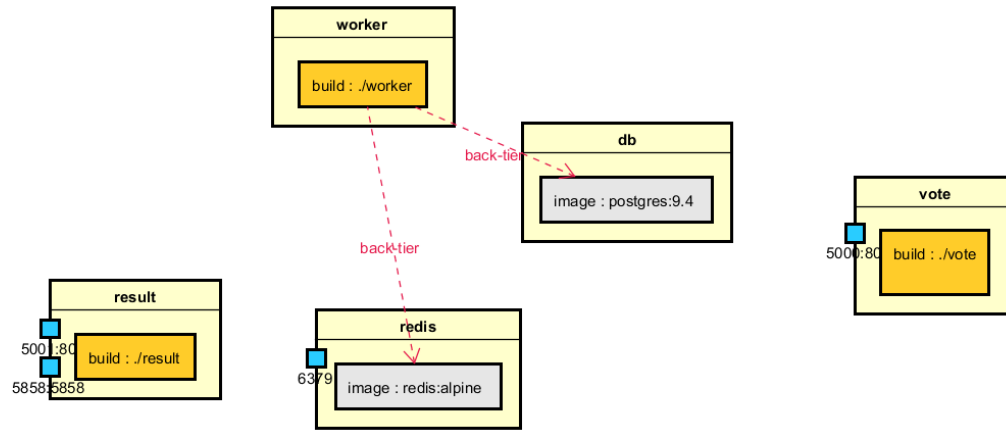 worker
build : ./worker
back-tier
db
image : postgres:9.4
back-tier
vote
5000:80
build : ./vote
result
5001:80
build : ./result
5858:5858
redis
6379
image : redis:alpine